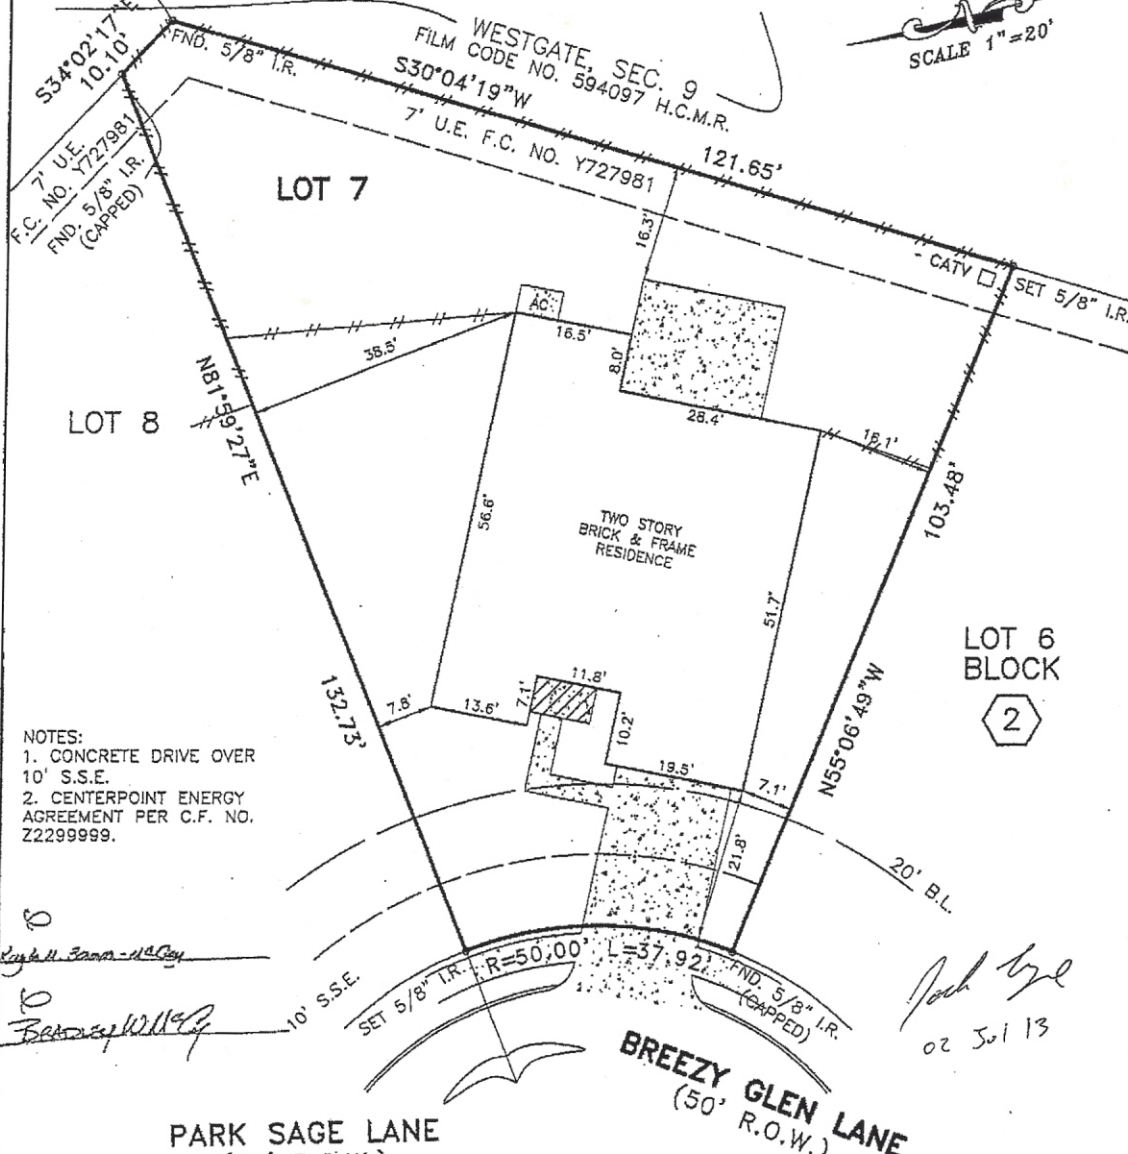 S34°02'17"E
10.10'
FND. 5/8" I.R.
WESTGATE, SEC. 9
FILM CODE NO. 594097 H.C.M.R.
S30°04'19"W
121.65'
SCALE 1"=20'
7' U.E. F.C. NO. Y727981
7' U.E.
F.C. NO. Y727981
FND. 5/8" I.R.
(CAPPED)
LOT 7
16.3'
CATV
SET 5/8" I.R.
AC
16.5'
8.0'
38.5'
28.4'
16.1'
LOT 8
N81°59'27"E
132.73'
103.48'
N55°06'49"W
56.6'
TWO STORY
BRICK & FRAME
RESIDENCE
51.7'
LOT 6
BLOCK
2
11.8'
7.1'
13.6'
7.8'
10.2'
19.5'
7.1'
21.8'
NOTES:
1. CONCRETE DRIVE OVER
10' S.S.E.
2. CENTERPOINT ENERGY
AGREEMENT PER C.F. NO.
Z2299999.
20' B.L.
10' S.S.E.
SET 5/8" I.R.
R=50.00' L=37.92'
FND. 5/8" I.R.
(CAPPED)
02 Jul 13
BREEZY GLEN LANE
(50' R.O.W.)
PARK SAGE LANE